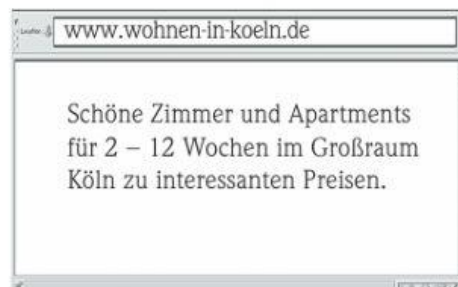 www.wohnen-in-koeln.de
Schöne Zimmer und Apartments
für 2 – 12 Wochen im Großraum
Köln zu interessanten Preisen.